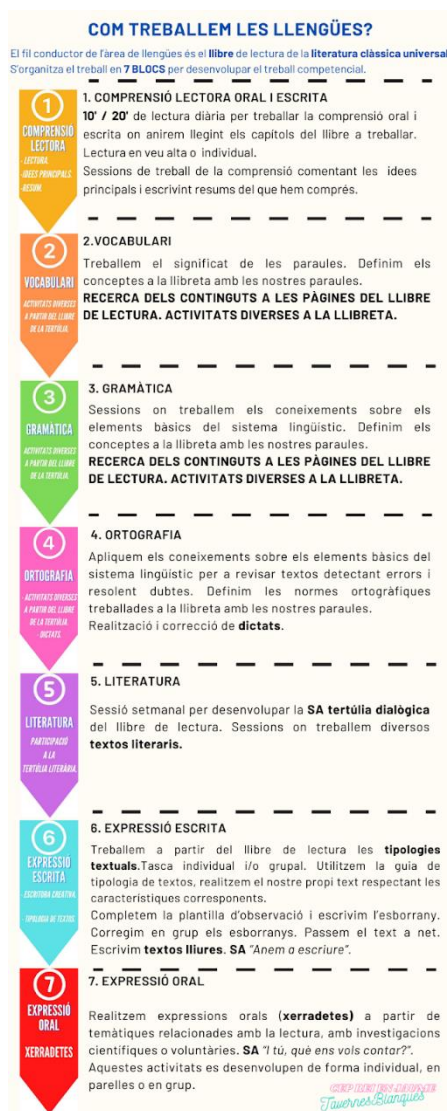 COM TREBALLEM LES LLENGÜES?
El fil conductor de l'àrea de llengües és el llibre de lectura de la literatura clàssica universal
S'organitza el treball en 7 BLOCS per desenvolupar el treball competencial.
1
COMPRENSIÓ
LECTORA
- LECTURA.
-IDEES PRINCIPALS.
-RESUM.
1. COMPRENSIÓ LECTORA ORAL I ESCRITA
10' / 20' de lectura diària per treballar la comprensió oral i
escrita on anirem llegint els capítols del llibre a treballar.
Lectura en veu alta o individual.
Sessions de treball de la comprensió comentant les idees
principals i escrivint resums del que hem comprés.
2
VOCABULARI
ACTIVITATS DIVERSES
A PARTIR DEL LLIBRE
DE LA TERTÚLIA.
2.VOCABULARI
Treballem el significat de les paraules. Definim els
conceptes a la llibreta amb les nostres paraules.
RECERCA DELS CONTINGUTS A LES PÀGINES DEL LLIBRE
DE LECTURA. ACTIVITATS DIVERSES A LA LLIBRETA.
3
GRAMÀTICA
ACTIVITATS DIVERSES
A PARTIR DEL LLIBRE
DE LA TERTÚLIA.
3. GRAMÀTICA
Sessions on treballem els coneixements sobre els
elements bàsics del sistema lingüístic. Definim els
conceptes a la llibreta amb les nostres paraules.
RECERCA DELS CONTINGUTS A LES PÀGINES DEL LLIBRE
DE LECTURA. ACTIVITATS DIVERSES A LA LLIBRETA.
4
ORTOGRAFIA
- ACTIVITATS DIVERSES
A PARTIR DEL LLIBRE
DE LA TERTÚLIA.
- DICTATS.
4. ORTOGRAFIA
Apliquem els coneixements sobre els elements bàsics del
sistema lingüístic per a revisar textos detectant errors i
resolent dubtes. Definim les normes ortogràfiques
treballades a la llibreta amb les nostres paraules.
Realització i correcció de dictats.
5
LITERATURA
PARTICIPACIÓ
A LA
TERTÚLIA LITERÀRIA.
5. LITERATURA
Sessió setmanal per desenvolupar la SA tertúlia dialògica
del llibre de lectura. Sessions on treballem diversos
textos literaris.
6
EXPRESSIÓ
ESCRITA
- ESCRITURA CREATIVA.
TIPOLOGIA DE TEXTOS.
6. EXPRESSIÓ ESCRITA
Treballem a partir del llibre de lectura les tipologies
textuals.Tasca individual i/o grupal. Utilitzem la guia de
tipologia de textos, realitzem el nostre propi text respectant les
característiques corresponents.
Completem la plantilla d'observació i escrivim l'esborrany.
Corregim en grup els esborranys. Passem el text a net.
Escrivim textos lliures. SA "Anem a escriure".
7
EXPRESSIÓ
ORAL
XERRADETES
7. EXPRESSIÓ ORAL
Realitzem expressions orals (xerradetes) a partir de
temàtiques relacionades amb la lectura, amb investigacions
científiques o voluntàries. SA "I tú, què ens vols contar?".
Aquestes activitats es desenvolupen de forma individual, en
parelles o en grup.
CEIP REI EN JAUME
Tavernes Blanques